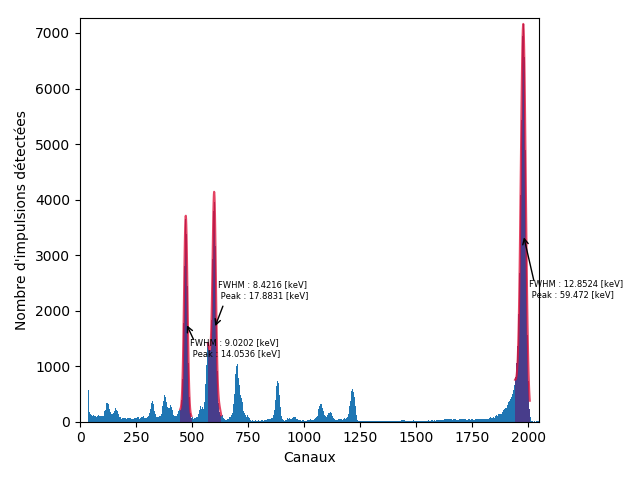 7000
6000
5000
4000
3000
2000
1000
0
Nombre d'impulsions détectées
FWHM : 8.4216 [keV]
Peak : 17.8831 [keV]
FWHM : 12.8524 [keV]
Peak : 59.472 [keV]
FWHM : 9.0202 [keV]
Peak : 14.0536 [keV]
0 250 500 750 1000 1250 1500 1750 2000
Canaux